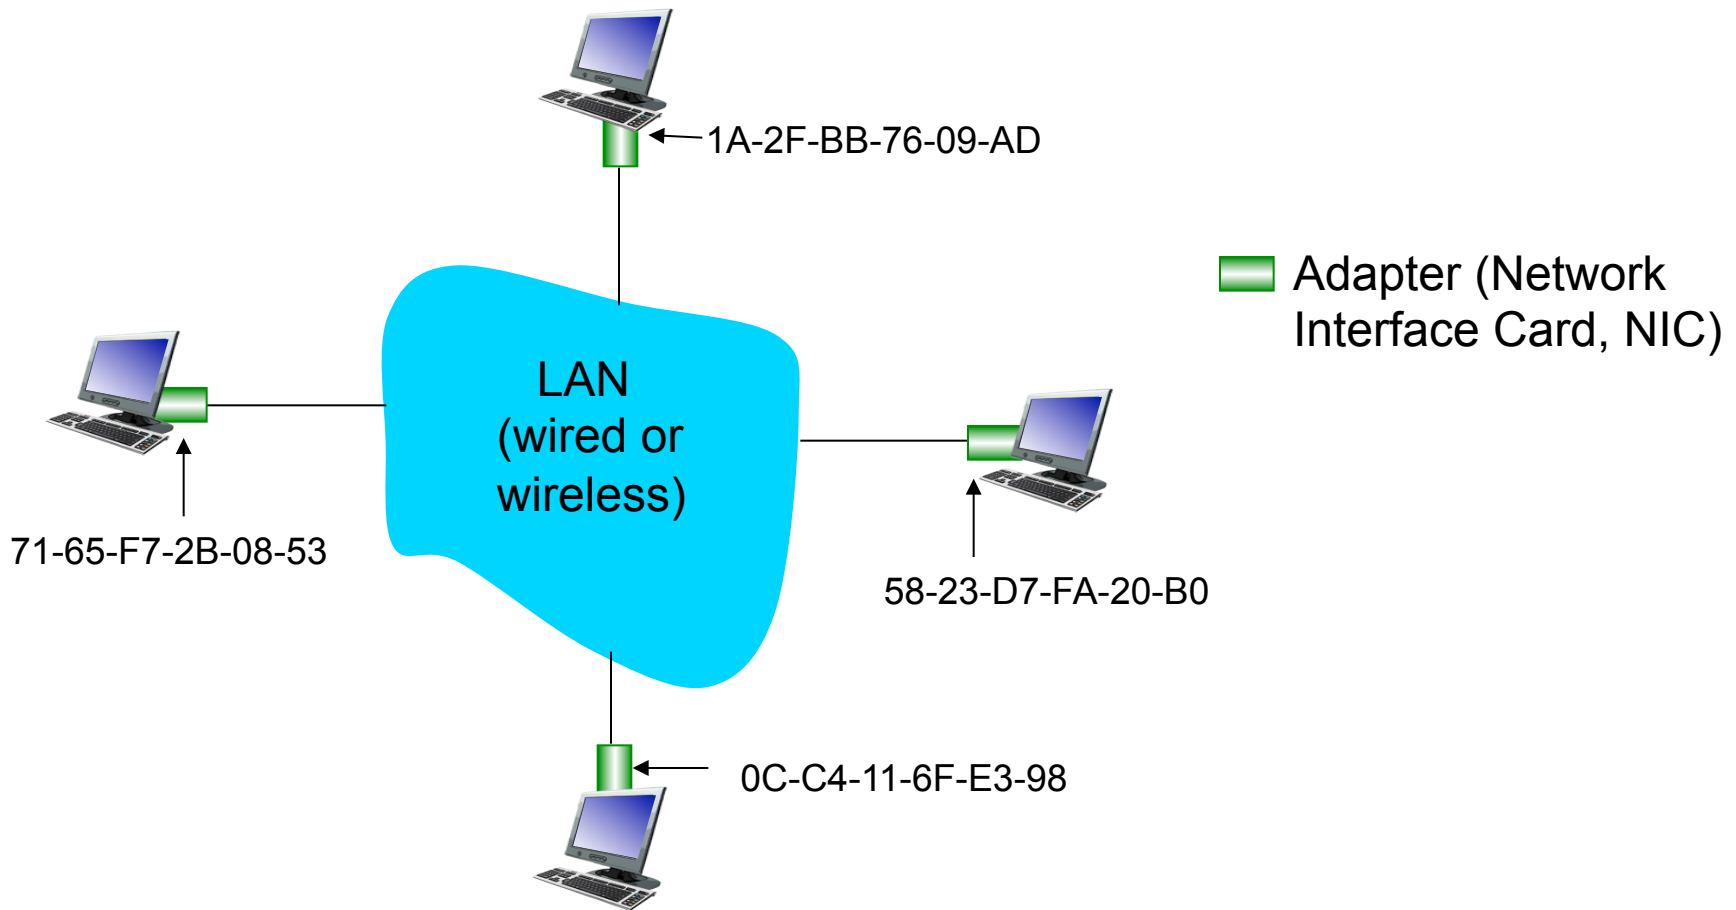 1A-2F-BB-76-09-AD
Adapter (Network
Interface Card, NIC)
LAN
(wired or
wireless)
71-65-F7-2B-08-53
58-23-D7-FA-20-B0
0C-C4-11-6F-E3-98